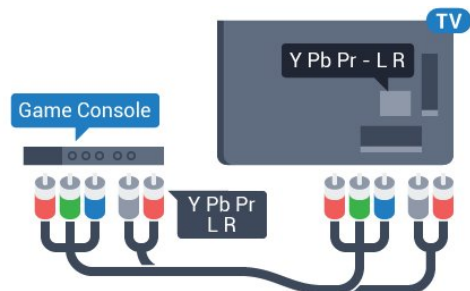 TV
Y Pb Pr - L R
Game Console
Y Pb Pr
L R